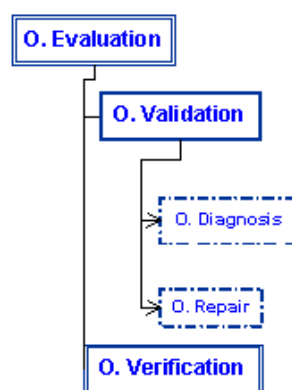 O. Evaluation
O. Validation
O. Diagnosis
O. Repair
O. Verification